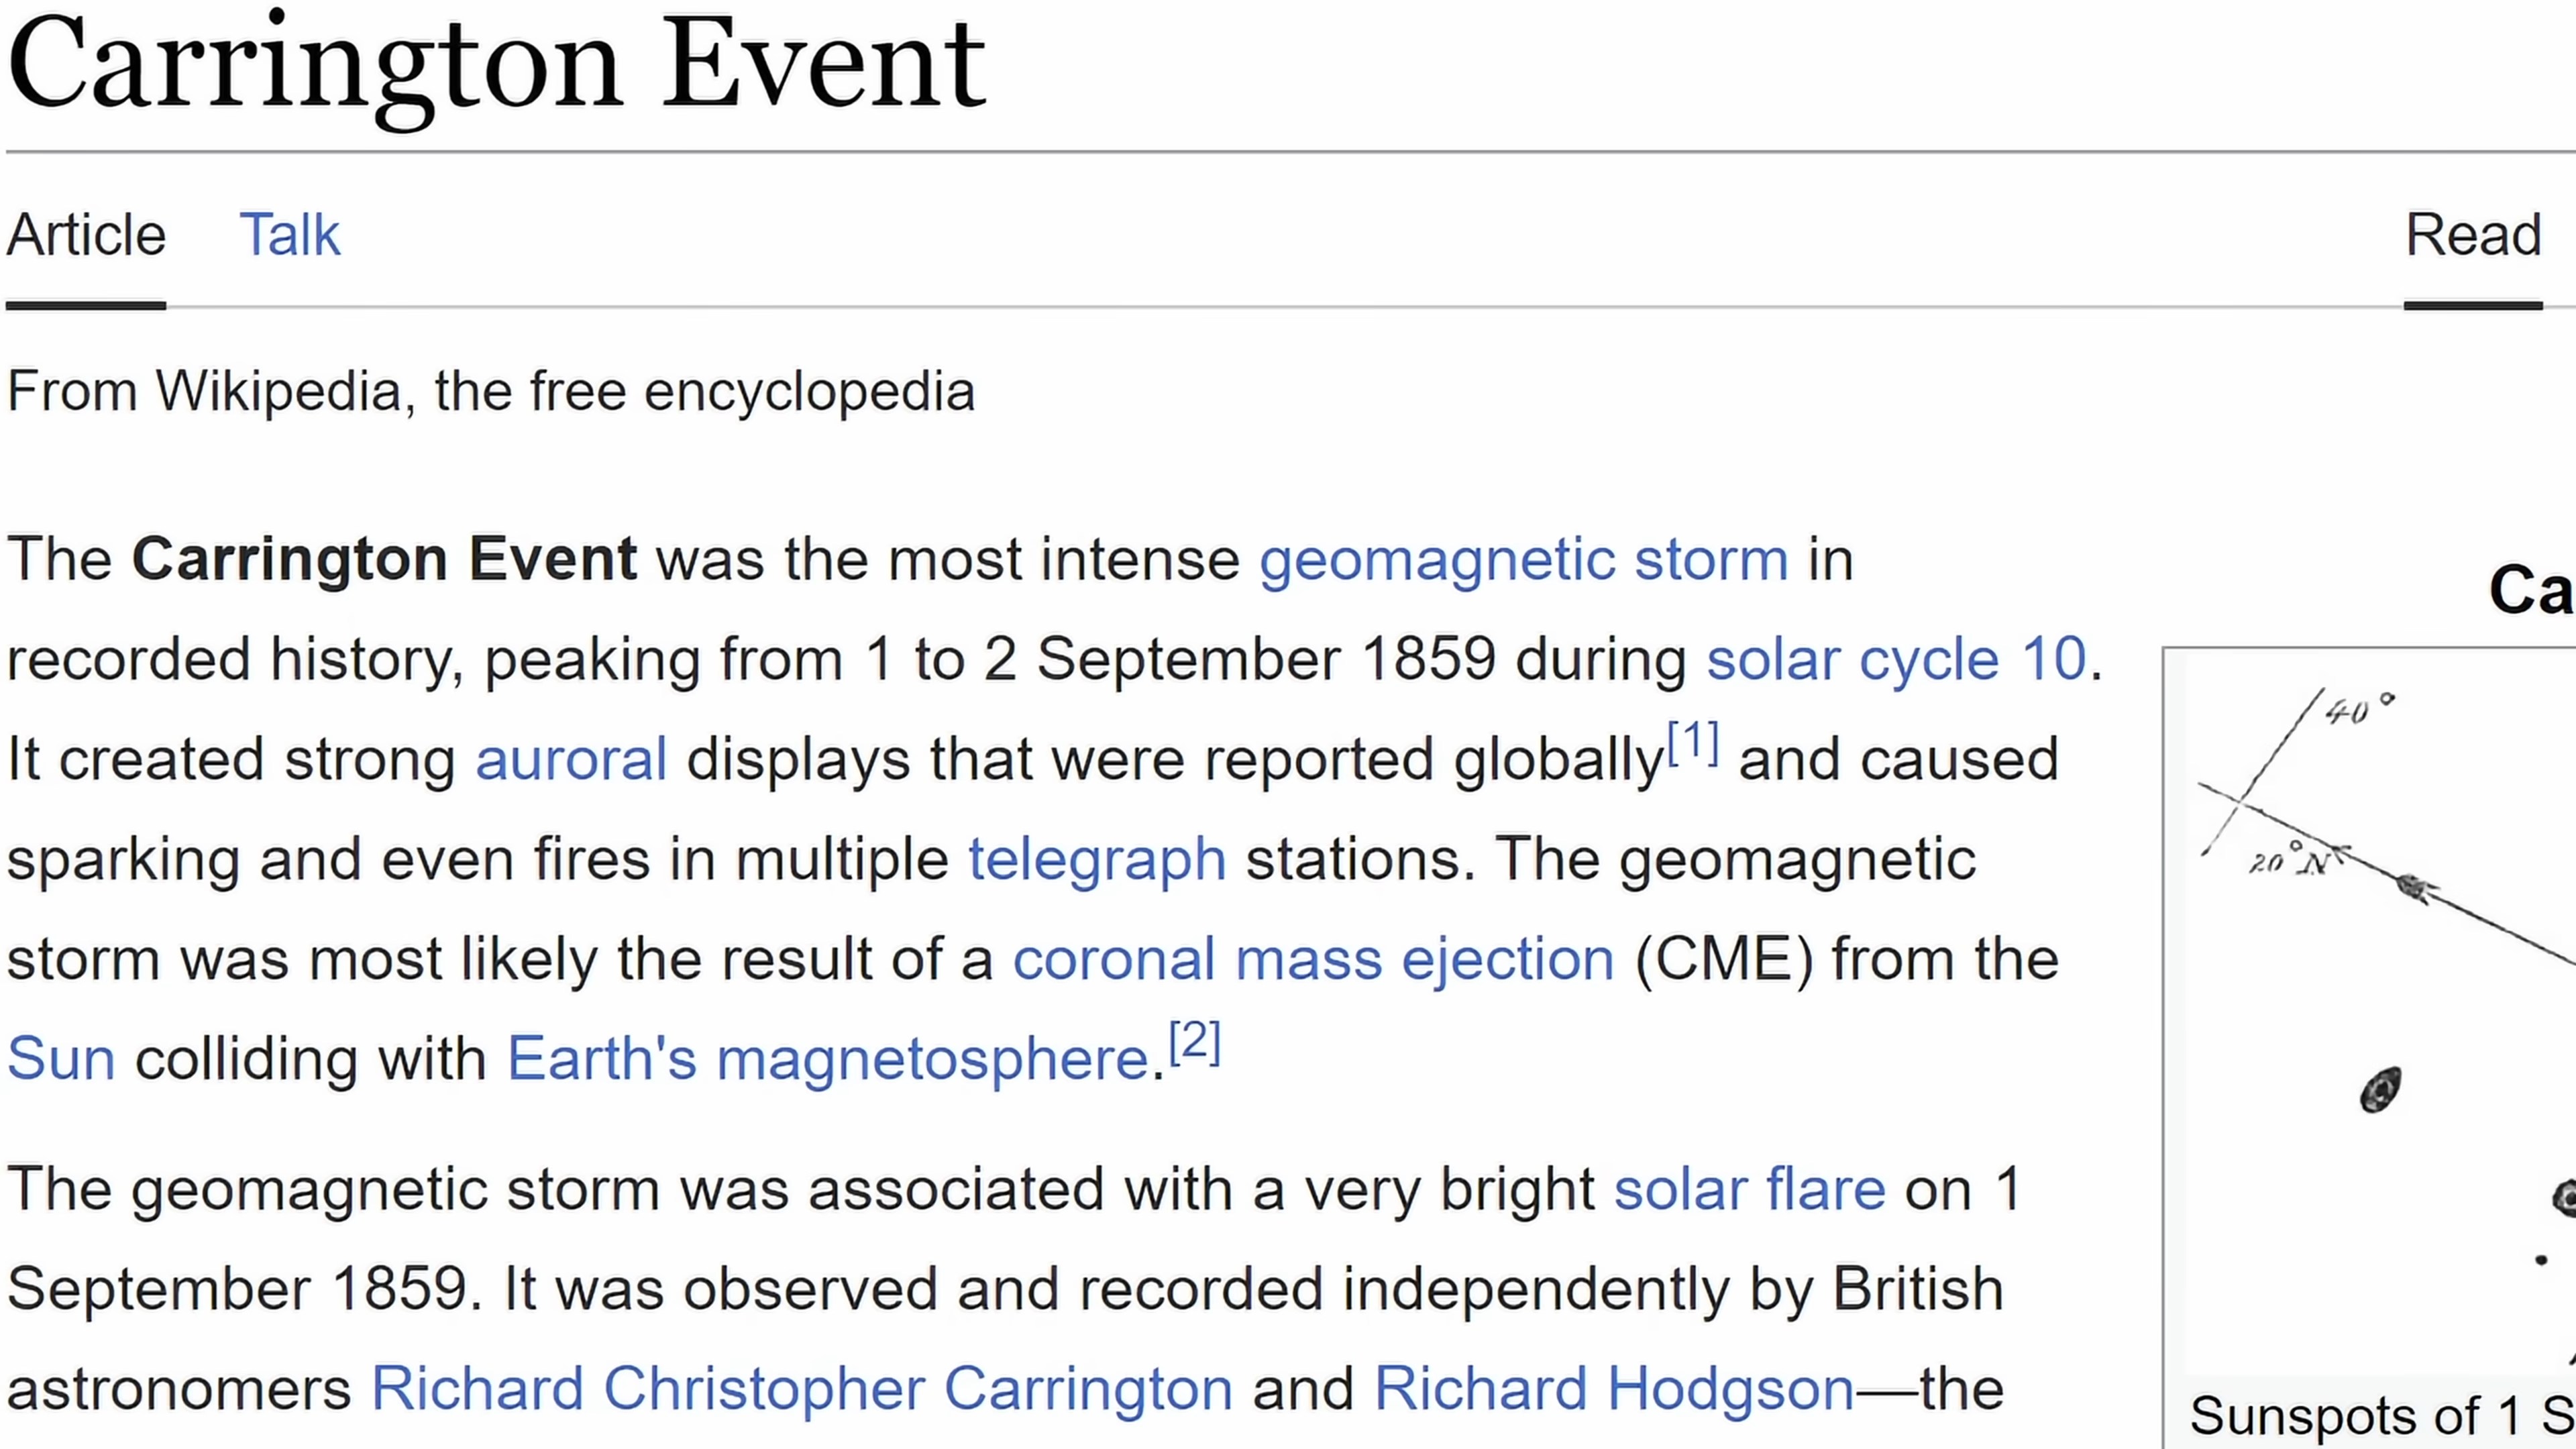 Carrington Event
Article Talk Read
From Wikipedia, the free encyclopedia
The Carrington Event was the most intense geomagnetic storm in
recorded history, peaking from 1 to 2 September 1859 during solar cycle 10.
It created strong auroral displays that were reported globally[1] and caused
sparking and even fires in multiple telegraph stations. The geomagnetic
storm was most likely the result of a coronal mass ejection (CME) from the
Sun colliding with Earth's magnetosphere.[2]
The geomagnetic storm was associated with a very bright solar flare on 1
September 1859. It was observed and recorded independently by British
astronomers Richard Christopher Carrington and Richard Hodgson—the
Ca
40°
20°N
Sunspots of 1 S